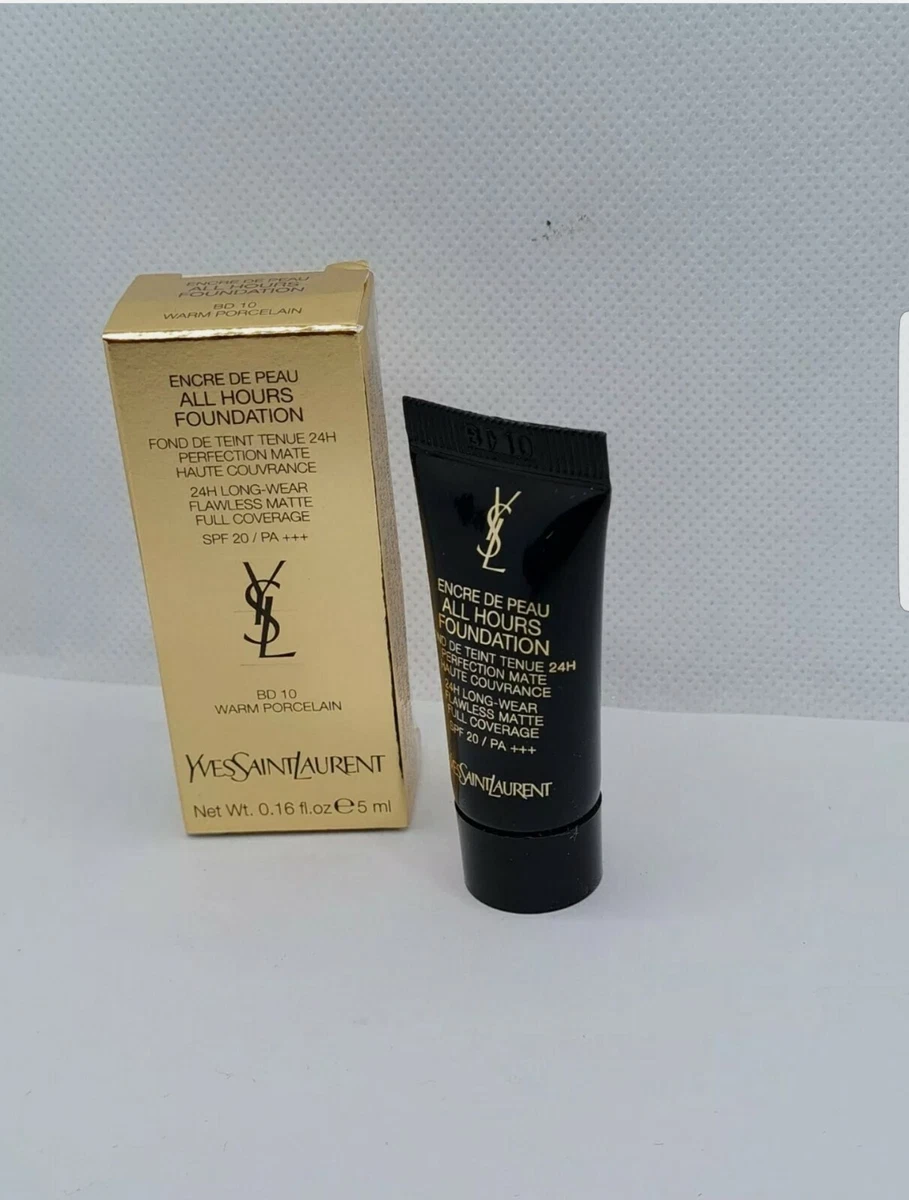 ENCRE DE PEAU
ALL HOURS
FOUNDATION
BD 10
WARM PORCELAIN
ENCRE DE PEAU
ALL HOURS
FOUNDATION
FOND DE TEINT TENUE 24H
PERFECTION MATE
HAUTE COUVRANCE
24H LONG-WEAR
FLAWLESS MATTE
FULL COVERAGE
SPF 20 / PA +++
YSL
BD 10
WARM PORCELAIN
YVESSAINTLAURENT
Net Wt. 0.16 fl.oz e 5 ml
BD 10
YSL
ENCRE DE PEAU
ALL HOURS
FOUNDATION
ND DE TEINT TENUE 24H
PERFECTION MATE
HAUTE COUVRANCE
24H LONG-WEAR
FLAWLESS MATTE
FULL COVERAGE
SPF 20 / PA +++
YVESSAINTLAURENT